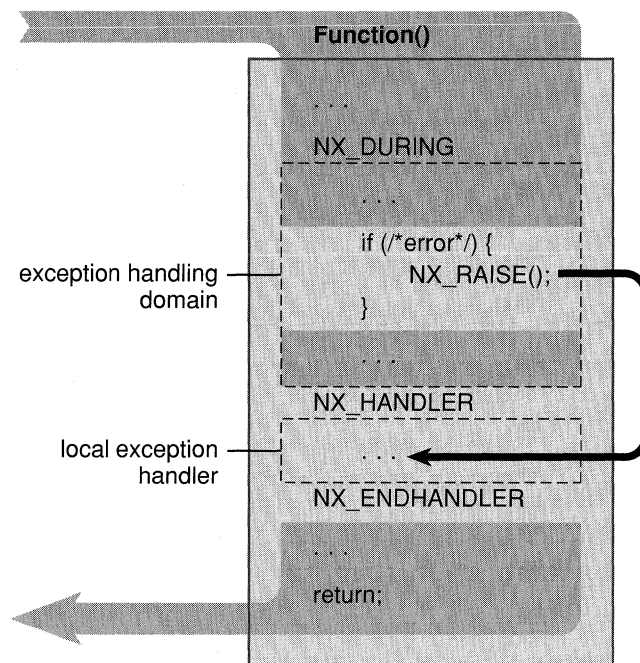 Function()
. . .
NX_DURING
. . .
if (/*error*/) {
NX_RAISE();
}
exception handling
domain
. . .
NX_HANDLER
local exception
handler
. . .
NX_ENDHANDLER
. . .
return;